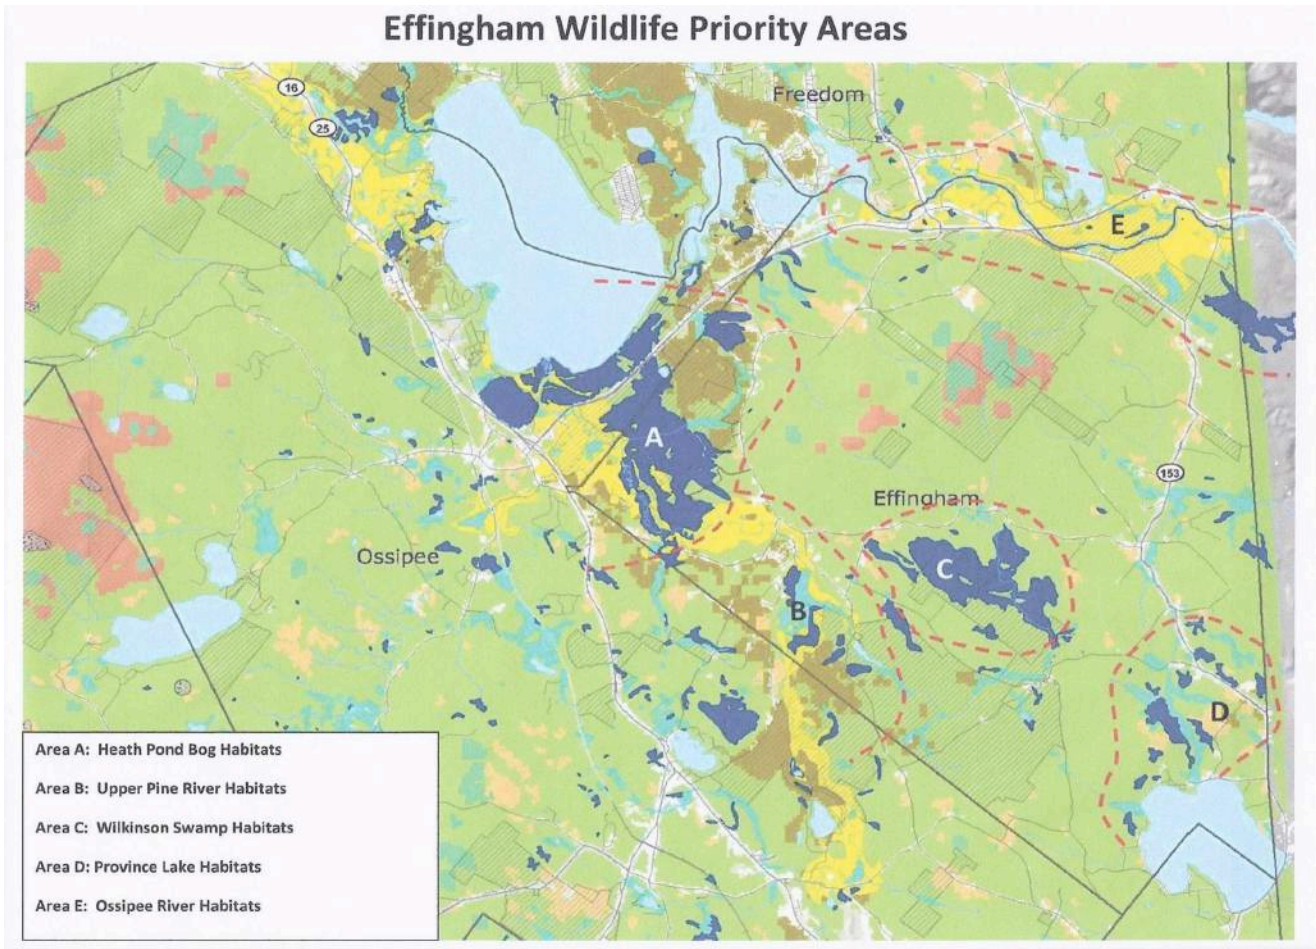 Effingham Wildlife Priority Areas
16
Freedom
25
E
A
153
Effingham
C
Ossipee
B
D
Area A: Heath Pond Bog Habitats
Area B: Upper Pine River Habitats
Area C: Wilkinson Swamp Habitats
Area D: Province Lake Habitats
Area E: Ossipee River Habitats